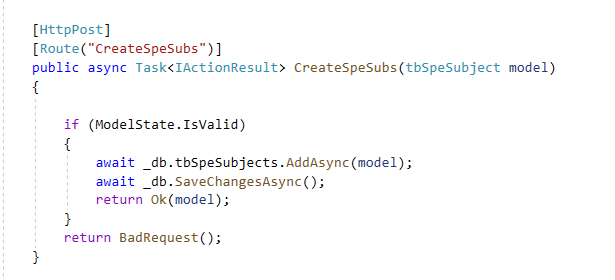 [HttpPost]
[Route("CreateSpeSubs")]
public async Task<IActionResult> CreateSpeSubs(tbSpeSubject model)
{
if (ModelState.IsValid)
{
await _db.tbSpeSubjects.AddAsync(model);
await _db.SaveChangesAsync();
return Ok(model);
}
return BadRequest();
}